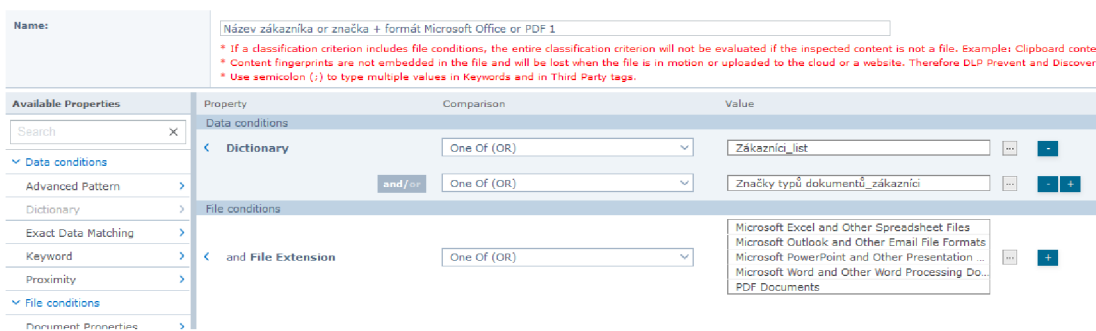 Name:
Název zákazníka or značka + formát Microsoft Office or PDF 1
* If a classification criterion includes file conditions, the entire classification criterion will not be evaluated if the inspected content is not a file. Example: Clipboard conte
* Content fingerprints are not embedded in the file and will be lost when the file is in motion or uploaded to the cloud or a website. Therefore DLP Prevent and Discover
* Use semicolon (;) to type multiple values in Keywords and in Third Party tags.
Available Properties
Property Comparison Value
Search
Data conditions
Dictionary One Of (OR) Zákazníci_list ... -
Data conditions
Advanced Pattern
and/or One Of (OR) Značky typů dokumentů_zákazníci ... - +
Dictionary
File conditions
Exact Data Matching
Keyword
Proximity
File conditions
Document Properties
and File Extension One Of (OR)
Microsoft Excel and Other Spreadsheet Files
Microsoft Outlook and Other Email File Formats
Microsoft PowerPoint and Other Presentation ...
Microsoft Word and Other Word Processing Do...
PDF Documents
... +